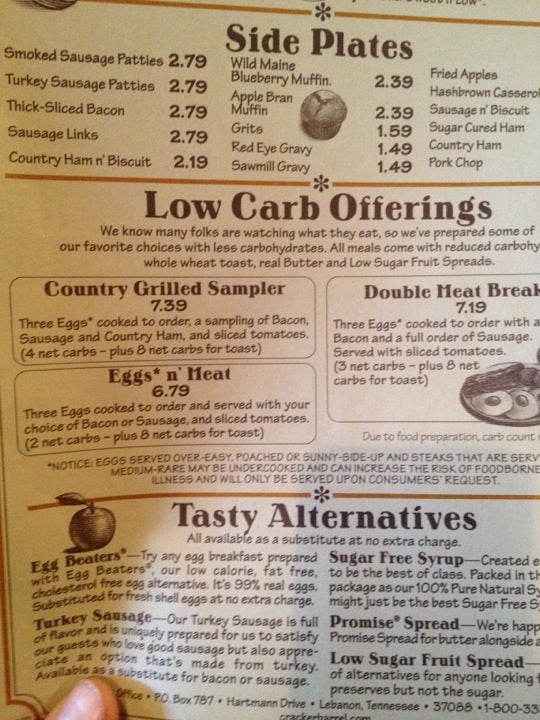 Side Plates
Smoked Sausage Patties 2.79
Turkey Sausage Patties 2.79
Thick-Sliced Bacon 2.79
Sausage Links 2.79
Country Ham n' Biscuit 2.19
Wild Maine
Blueberry Muffin. 2.39
Apple Bran
Muffin 2.39
Grits 1.59
Red Eye Gravy 1.49
Sawmill Gravy 1.49
Fried Apples
Hashbrown Casserol
Sausage n' Biscuit
Sugar Cured Ham
Country Ham
Pork Chop
Low Carb Offerings
We know many folks are watching what they eat, so we've prepared some of
our favorite choices with less carbohydrates. All meals come with reduced carbohy
whole wheat toast, real Butter and Low Sugar Fruit Spreads.
Country Grilled Sampler
7.39
Three Eggs* cooked to order, a sampling of Bacon,
Sausage and Country Ham, and sliced tomatoes.
(4 net carbs – plus 8 net carbs for toast)
Eggs* n' Meat
6.79
Three Eggs cooked to order and served with your
choice of Bacon or Sausage, and sliced tomatoes.
(2 net carbs – plus 8 net carbs for toast)
Double Meat Break
7.19
Three Eggs* cooked to order with a
Bacon and a full order of Sausage.
Served with sliced tomatoes.
(3 net carbs – plus 8 net
carbs for toast)
Due to food preparation, carb count
*NOTICE: EGGS SERVED OVER-EASY, POACHED OR SUNNY-SIDE-UP AND STEAKS THAT ARE SERV
MEDIUM-RARE MAY BE UNDERCOOKED AND CAN INCREASE THE RISK OF FOODBORNE
ILLNESS AND WILL ONLY BE SERVED UPON CONSUMERS' REQUEST.
Tasty Alternatives
All available as a substitute at no extra charge.
Egg Beaters®—Try any egg breakfast prepared
with Egg Beaters®, our low calorie, fat free,
cholesterol free egg alternative. It's 99% real eggs.
Substituted for fresh shell eggs at no extra charge.
Turkey Sausage—Our Turkey Sausage is full
of flavor and is uniquely prepared for us to satisfy
our guests who love good sausage but also appre-
ciate an option that's made from turkey.
Available as a substitute for bacon or sausage.
Sugar Free Syrup—Created e
to be the best of class. Packed in th
package as our 100% Pure Natural Sy
might just be the best Sugar Free S
Promise® Spread—We're happ
Promise Spread for butter alongside a
Low Sugar Fruit Spread—
of alternatives for anyone looking f
preserves but not the sugar.
Office • P.O. Box 787 • Hartmann Drive • Lebanon, Tennessee • 37088 • 1-800-33
crackerbarrel.com